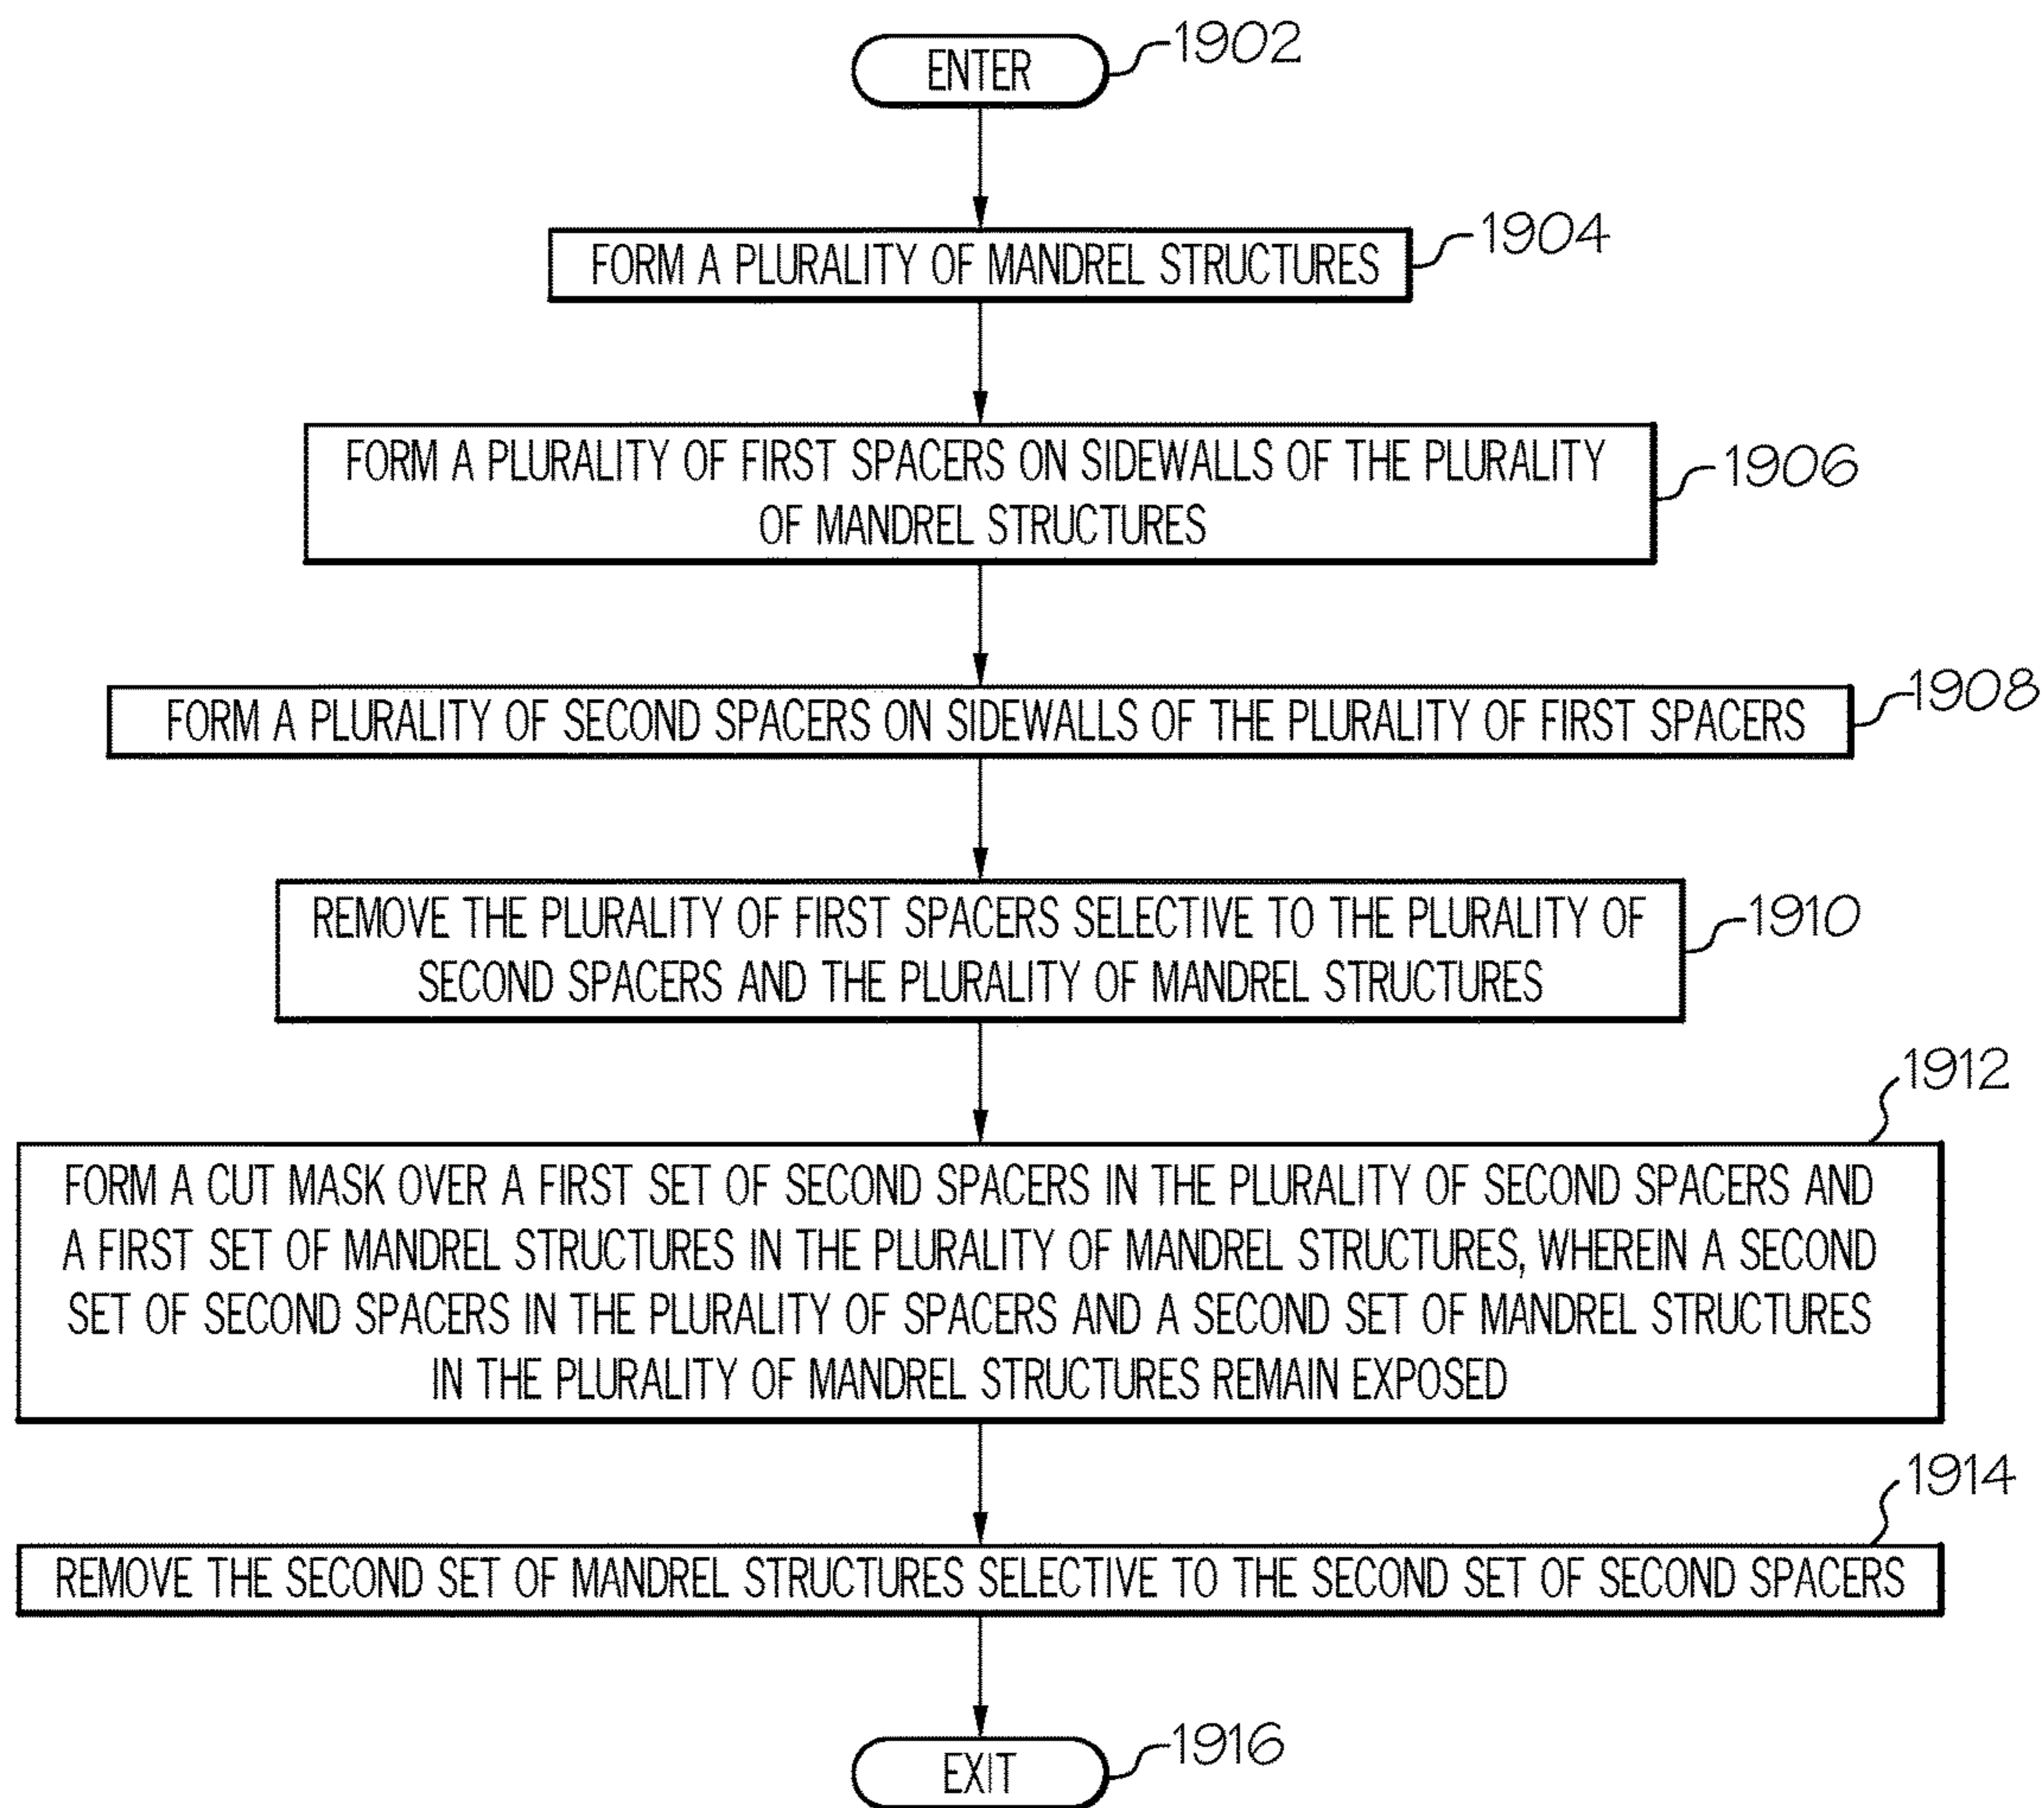 ENTER
1902
FORM A PLURALITY OF MANDREL STRUCTURES
1904
FORM A PLURALITY OF FIRST SPACERS ON SIDEWALLS OF THE PLURALITY
OF MANDREL STRUCTURES
1906
FORM A PLURALITY OF SECOND SPACERS ON SIDEWALLS OF THE PLURALITY OF FIRST SPACERS
1908
REMOVE THE PLURALITY OF FIRST SPACERS SELECTIVE TO THE PLURALITY OF
SECOND SPACERS AND THE PLURALITY OF MANDREL STRUCTURES
1910
1912
FORM A CUT MASK OVER A FIRST SET OF SECOND SPACERS IN THE PLURALITY OF SECOND SPACERS AND
A FIRST SET OF MANDREL STRUCTURES IN THE PLURALITY OF MANDREL STRUCTURES, WHEREIN A SECOND
SET OF SECOND SPACERS IN THE PLURALITY OF SPACERS AND A SECOND SET OF MANDREL STRUCTURES
IN THE PLURALITY OF MANDREL STRUCTURES REMAIN EXPOSED
1914
REMOVE THE SECOND SET OF MANDREL STRUCTURES SELECTIVE TO THE SECOND SET OF SECOND SPACERS
EXIT
1916